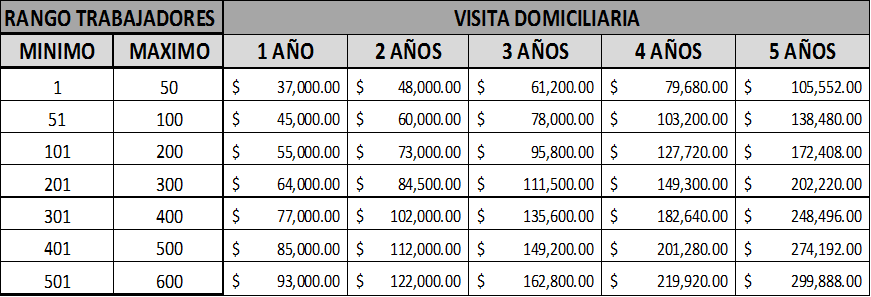 RANGO TRABAJADORES VISITA DOMICILIARIA
MINIMO MAXIMO 1 AÑO 2 AÑOS 3 AÑOS 4 AÑOS 5 AÑOS
1 50 $ 37,000.00 $ 48,000.00 $ 61,200.00 $ 79,680.00 $ 105,552.00
51 100 $ 45,000.00 $ 60,000.00 $ 78,000.00 $ 103,200.00 $ 138,480.00
101 200 $ 55,000.00 $ 73,000.00 $ 95,800.00 $ 127,720.00 $ 172,408.00
201 300 $ 64,000.00 $ 84,500.00 $ 111,500.00 $ 149,300.00 $ 202,220.00
301 400 $ 77,000.00 $ 102,000.00 $ 135,600.00 $ 182,640.00 $ 248,496.00
401 500 $ 85,000.00 $ 112,000.00 $ 149,200.00 $ 201,280.00 $ 274,192.00
501 600 $ 93,000.00 $ 122,000.00 $ 162,800.00 $ 219,920.00 $ 299,888.00